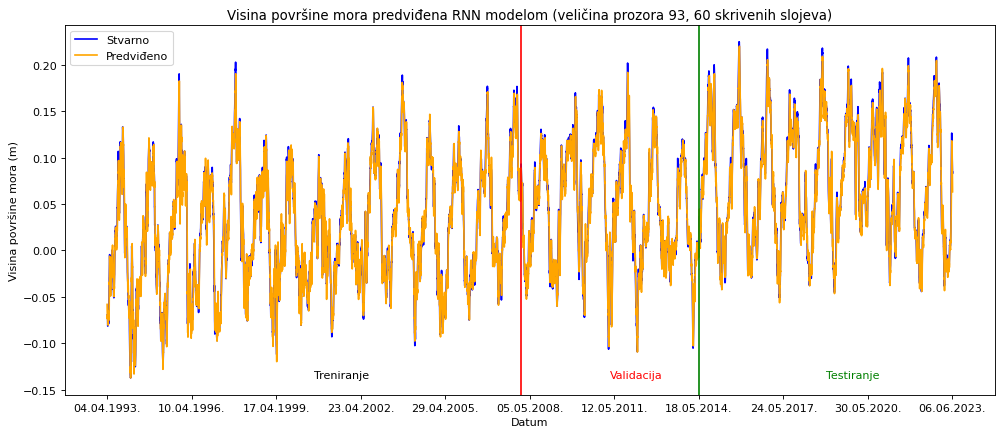 Visina površine mora predviđena RNN modelom (veličina prozora 93, 60 skrivenih slojeva)
Stvarno
Predviđeno
Visina površine mora (m)
0.20
0.15
0.10
0.05
0.00
−0.05
−0.10
−0.15
Treniranje
Validacija
Testiranje
04.04.1993. 10.04.1996. 17.04.1999. 23.04.2002. 29.04.2005. 05.05.2008. 12.05.2011. 18.05.2014. 24.05.2017. 30.05.2020. 06.06.2023.
Datum